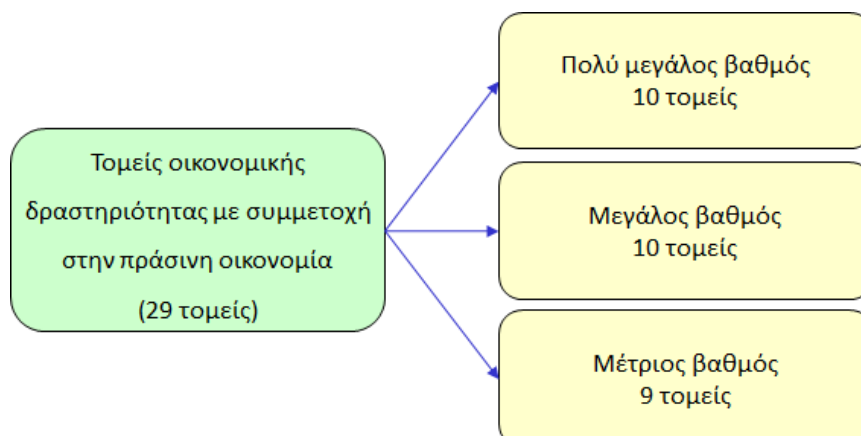 Τομείς οικονομικής
δραστηριότητας με συμμετοχή
στην πράσινη οικονομία
(29 τομείς)
Πολύ μεγάλος βαθμός
10 τομείς
Μεγάλος βαθμός
10 τομείς
Μέτριος βαθμός
9 τομείς